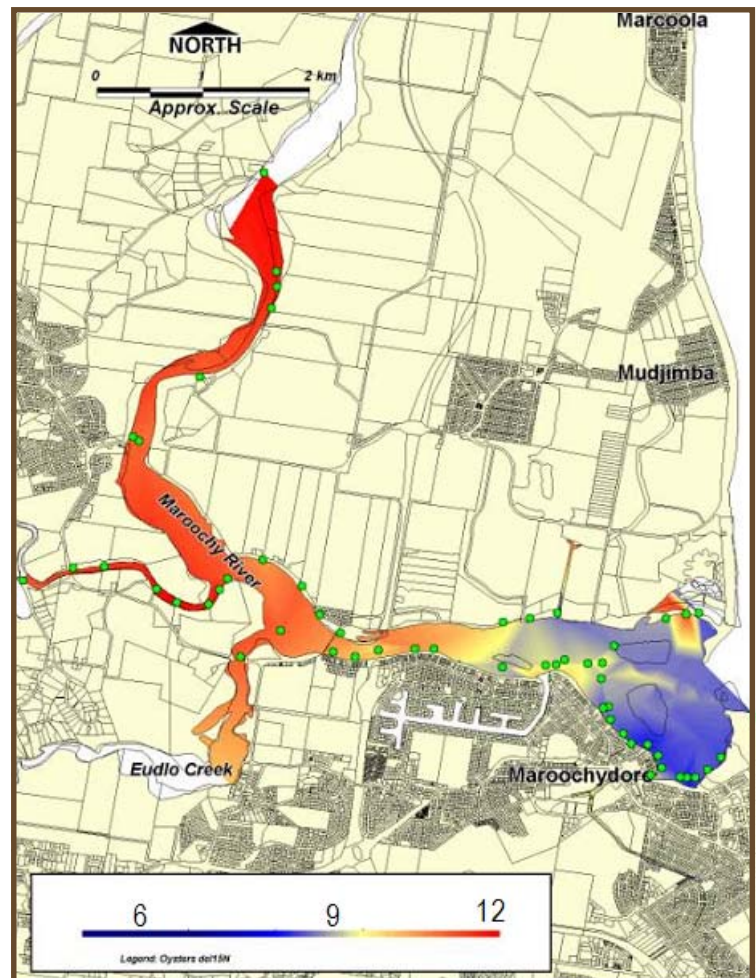 Marcoola
NORTH
0 1 2 km
Approx. Scale
Mudjimba
Maroochy River
Eudlo Creek
Maroochydore
6 9 12
Legend: Oysters del15N